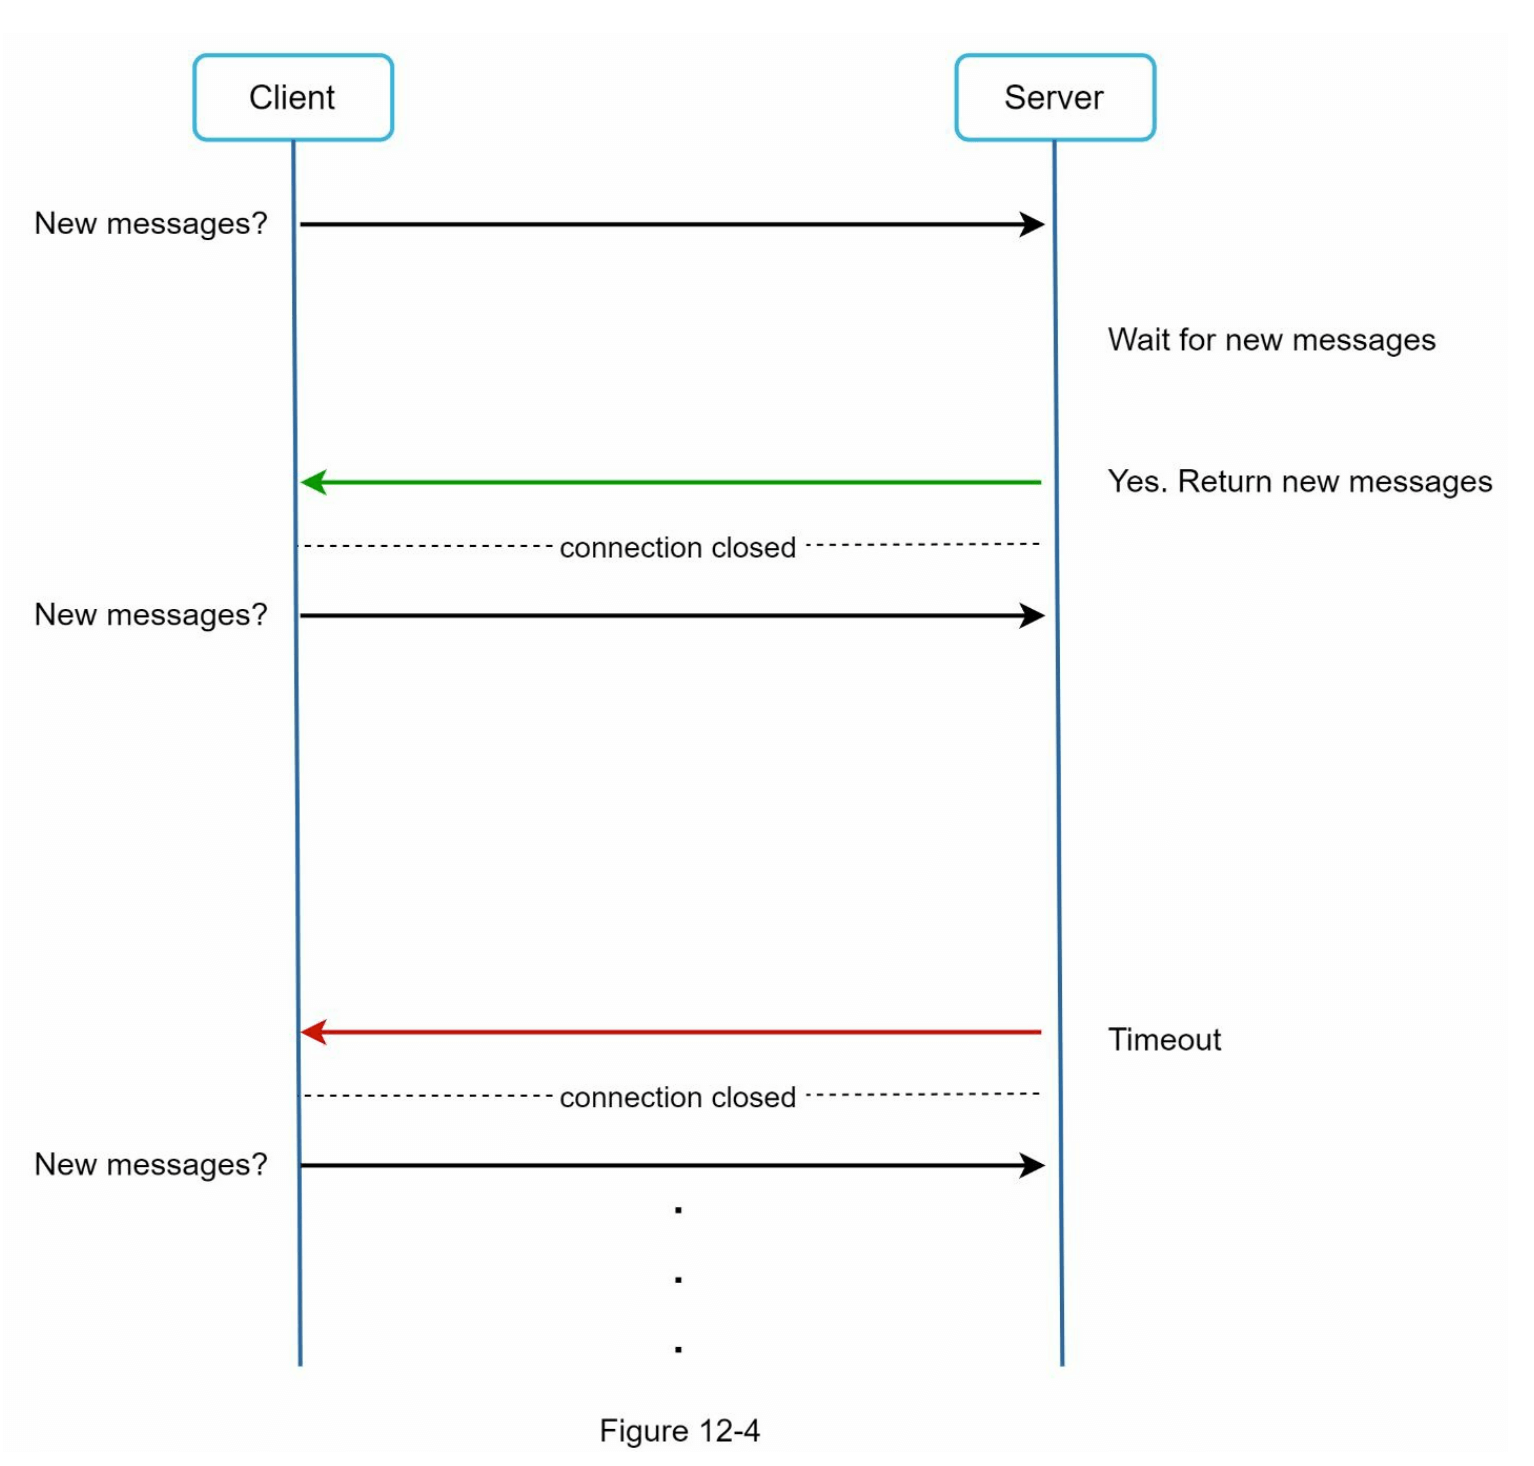 Client
Server
New messages?
Wait for new messages
Yes. Return new messages
connection closed
New messages?
Timeout
connection closed
New messages?
Figure 12-4